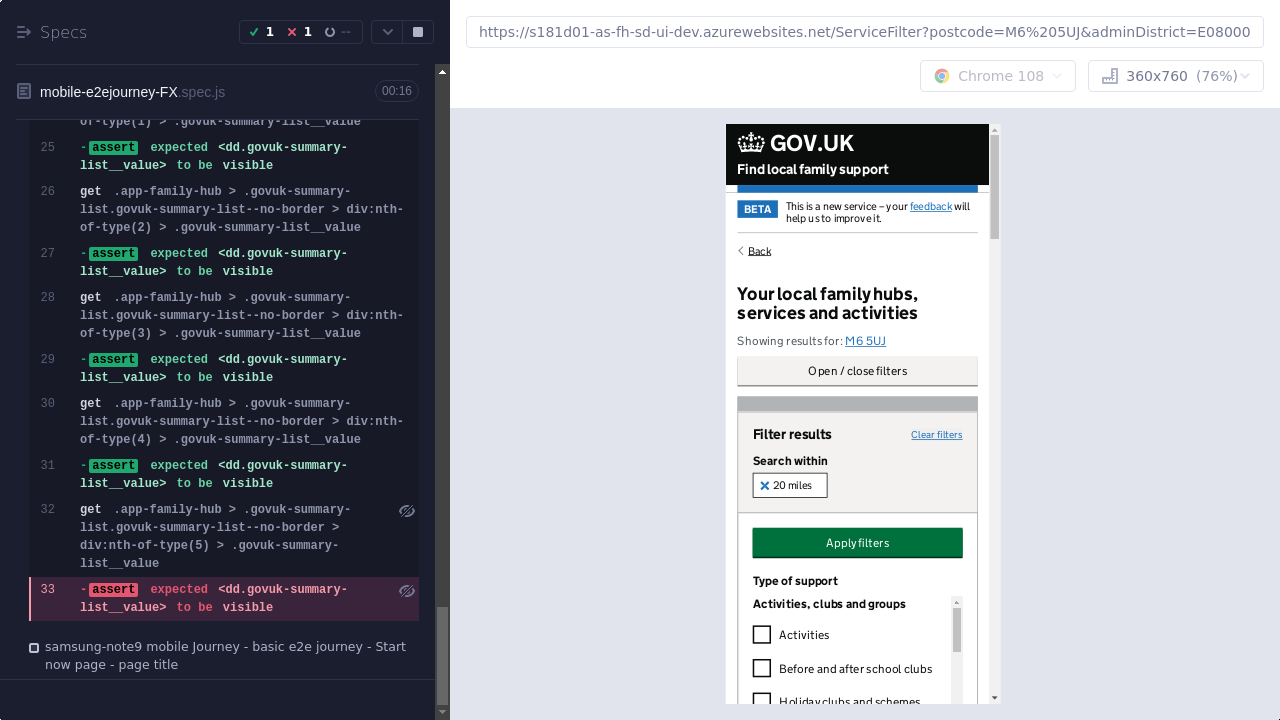 Specs
1
1
--
mobile-e2ejourney-FX.spec.js
00:16
of-type(1) > .govuk-summary-list__value
25
-assert expected <dd.govuk-summary-
list__value> to be visible
26
get .app-family-hub > .govuk-summary-
list.govuk-summary-list--no-border > div:nth-
of-type(2) > .govuk-summary-list__value
27
-assert expected <dd.govuk-summary-
list__value> to be visible
28
get .app-family-hub > .govuk-summary-
list.govuk-summary-list--no-border > div:nth-
of-type(3) > .govuk-summary-list__value
29
-assert expected <dd.govuk-summary-
list__value> to be visible
30
get .app-family-hub > .govuk-summary-
list.govuk-summary-list--no-border > div:nth-
of-type(4) > .govuk-summary-list__value
31
-assert expected <dd.govuk-summary-
list__value> to be visible
32
get .app-family-hub > .govuk-summary-
list.govuk-summary-list--no-border >
div:nth-of-type(5) > .govuk-summary-
list__value
33
-assert expected <dd.govuk-summary-
list__value> to be visible
samsung-note9 mobile Journey - basic e2e journey - Start
now page - page title
https://s181d01-as-fh-sd-ui-dev.azurewebsites.net/ServiceFilter?postcode=M6%205UJ&adminDistrict=E08000
Chrome 108
360x760 (76%)
GOV.UK
Find local family support
BETA
This is a new service – your feedback will
help us to improve it.
Back
Your local family hubs,
services and activities
Showing results for: M6 5UJ
Open / close filters
Filter results
Clear filters
Search within
20 miles
Apply filters
Type of support
Activities, clubs and groups
Activities
Before and after school clubs
Holiday clubs and schemes